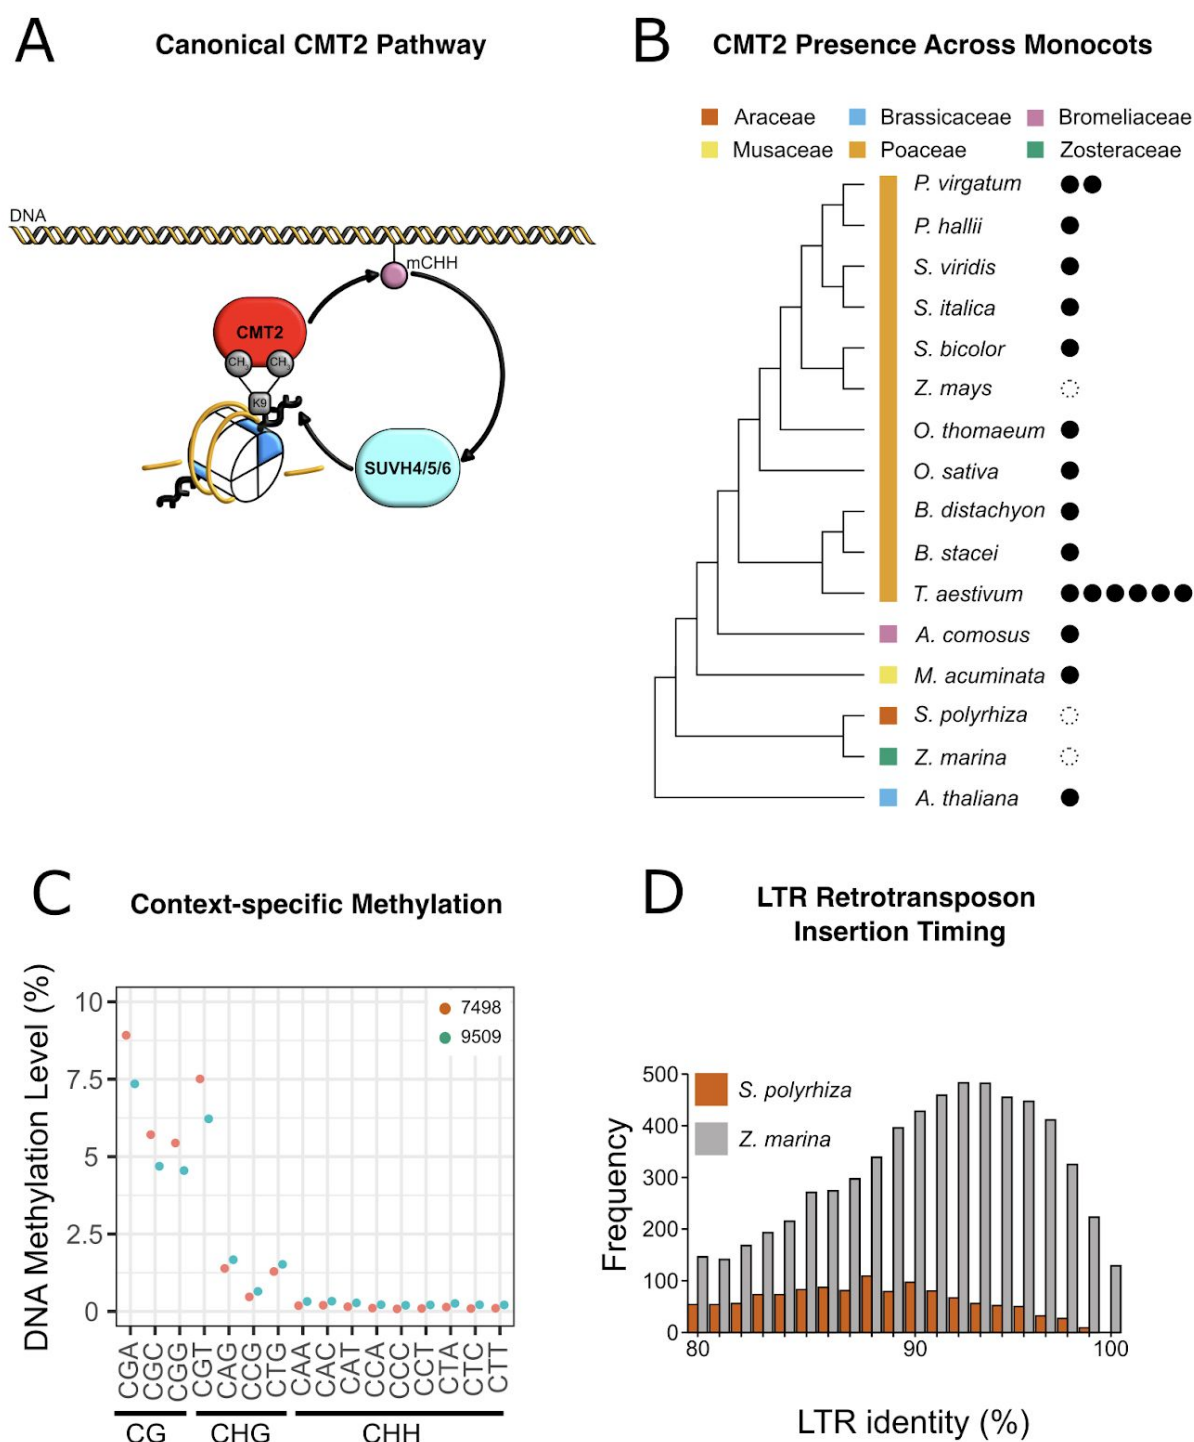 A
Canonical CMT2 Pathway
DNA
mCHH
CMT2
CH3 CH3
K9
SUVH4/5/6
B
CMT2 Presence Across Monocots
Araceae Brassicaceae Bromeliaceae
Musaceae Poaceae Zosteraceae
P. virgatum
P. hallii
S. viridis
S. italica
S. bicolor
Z. mays
O. thomaeum
O. sativa
B. distachyon
B. stacei
T. aestivum
A. comosus
M. acuminata
S. polyrhiza
Z. marina
A. thaliana
C
Context-specific Methylation
DNA Methylation Level (%)
10
7.5
5
2.5
0
7498
9509
CGA CGC CGG CGT CAG CCG CTG CAA CAC CAT CCA CCC CCT CTA CTC CTT
CG CHG CHH
D
LTR Retrotransposon
Insertion Timing
Frequency
500
400
300
200
100
0
S. polyrhiza
Z. marina
80 90 100
LTR identity (%)